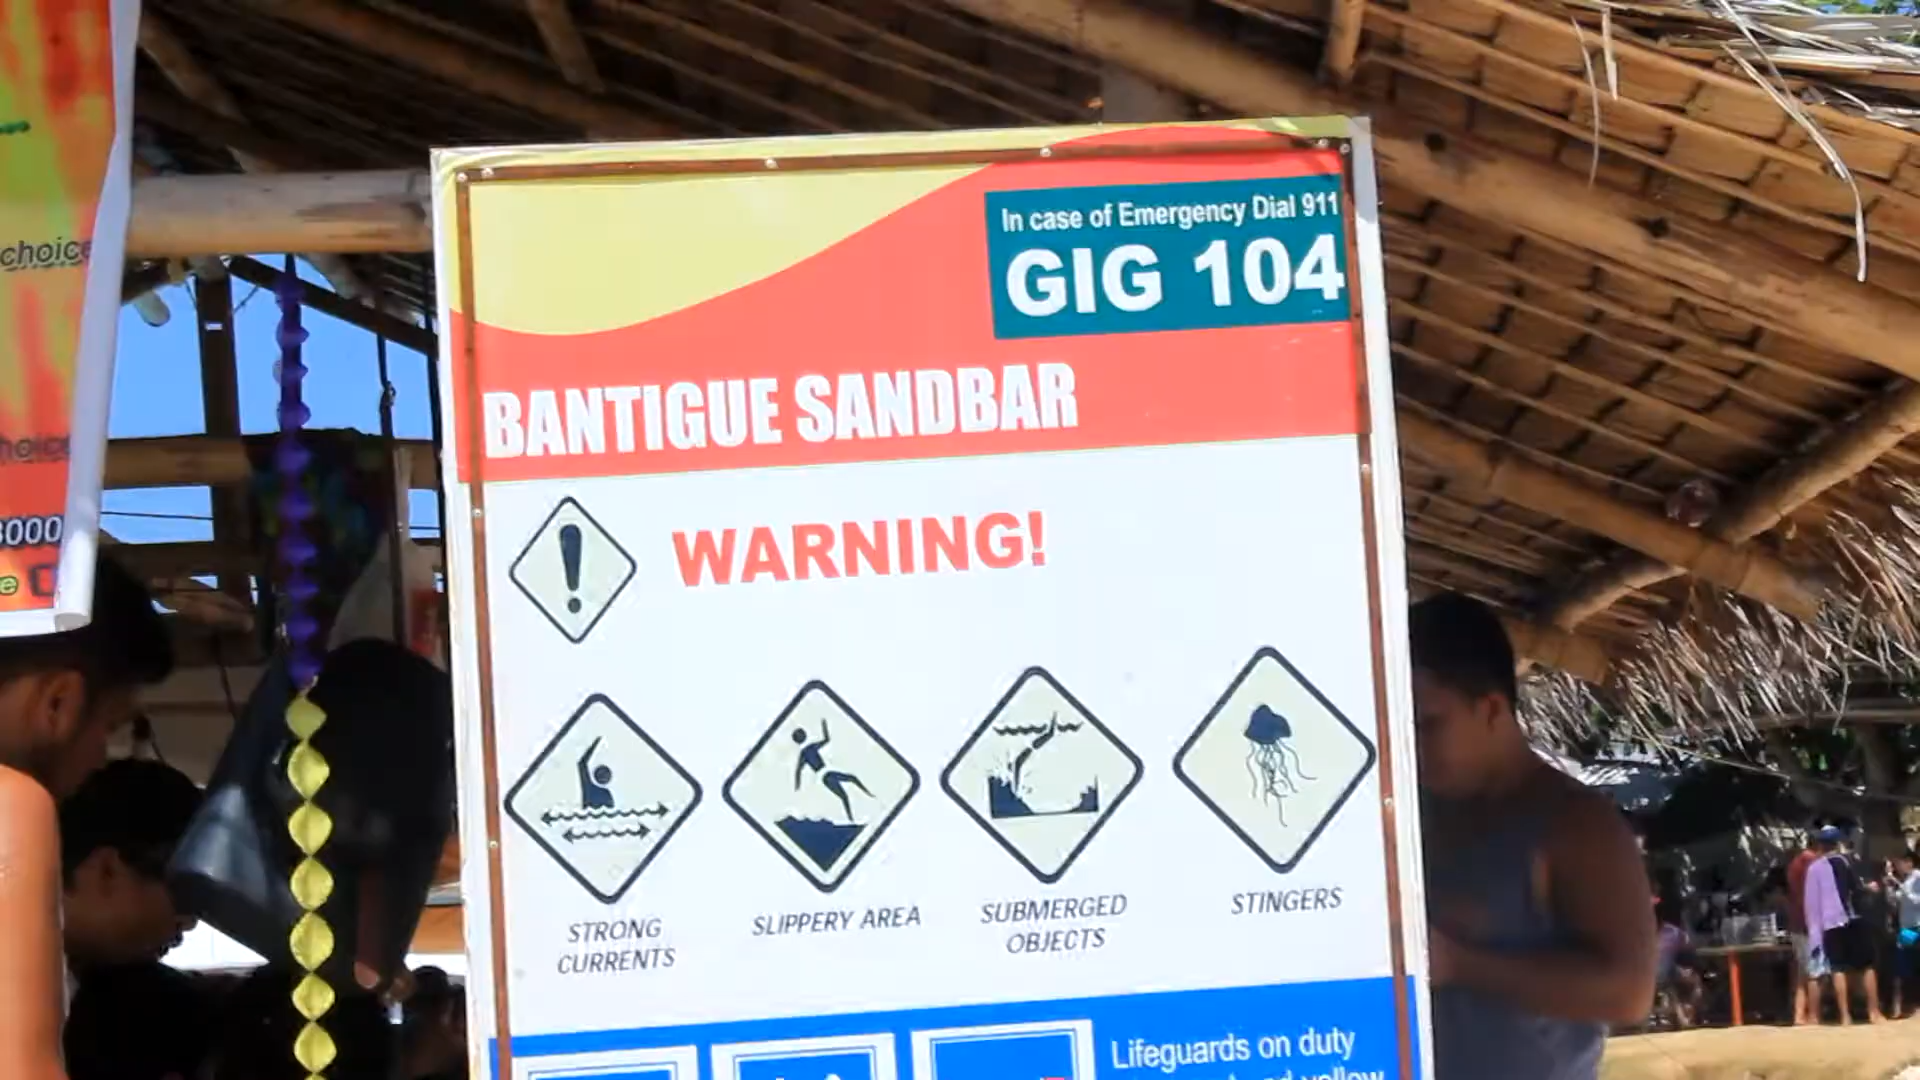 choice
3000
In case of Emergency Dial 911
GIG 104
BANTIGUE SANDBAR
WARNING!
STRONG
CURRENTS
SLIPPERY AREA
SUBMERGED
OBJECTS
STINGERS
Lifeguards on duty